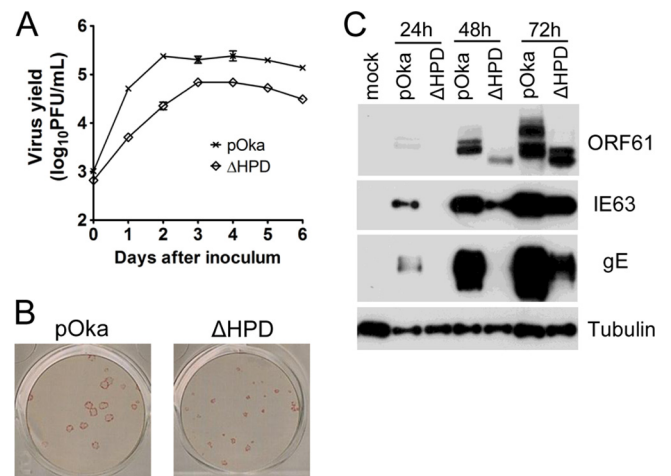 A
Virus yield
(log10PFU/mL)
6
5
4
3
2
0 1 2 3 4 5 6
Days after inoculum
pOka
ΔHPD
B
pOka ΔHPD
C
24h 48h 72h
mock pOka ΔHPD pOka ΔHPD pOka ΔHPD
ORF61
IE63
gE
Tubulin